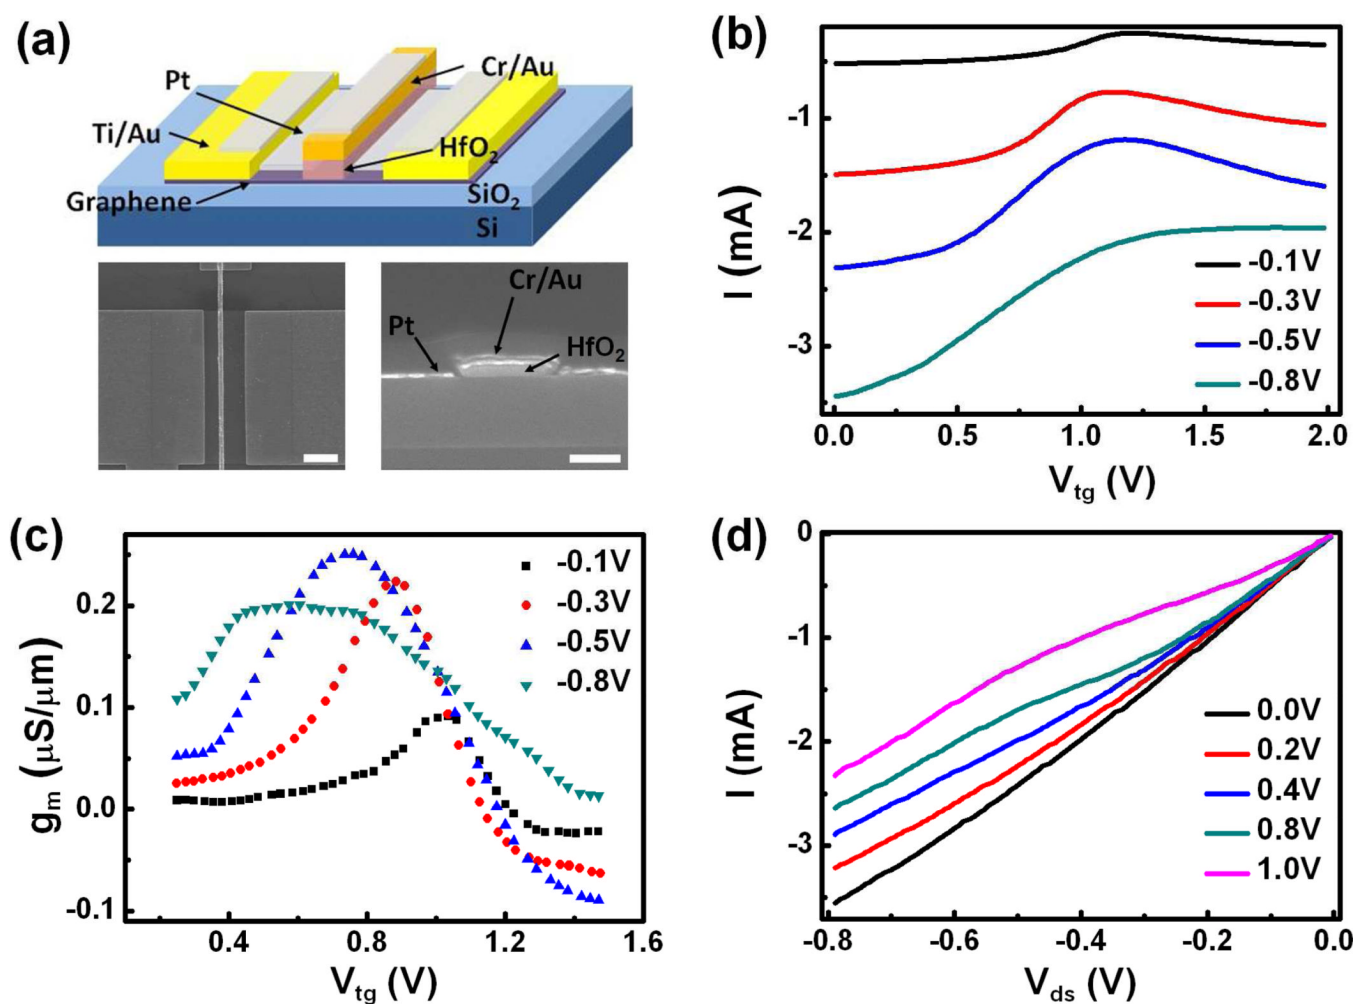 (a)
Pt
Cr/Au
Ti/Au
HfO₂
Graphene
SiO₂
Si
Cr/Au
Pt
HfO₂
(b)
I (mA)
-1
-2
-3
-0.1V
-0.3V
-0.5V
-0.8V
0.0 0.5 1.0 1.5 2.0
Vtg (V)
(c)
gm (μS/μm)
0.2
0.1
0.0
-0.1
-0.1V
-0.3V
-0.5V
-0.8V
0.4 0.8 1.2 1.6
Vtg (V)
(d)
I (mA)
0
-1
-2
-3
0.0V
0.2V
0.4V
0.8V
1.0V
-0.8 -0.6 -0.4 -0.2 0.0
Vds (V)